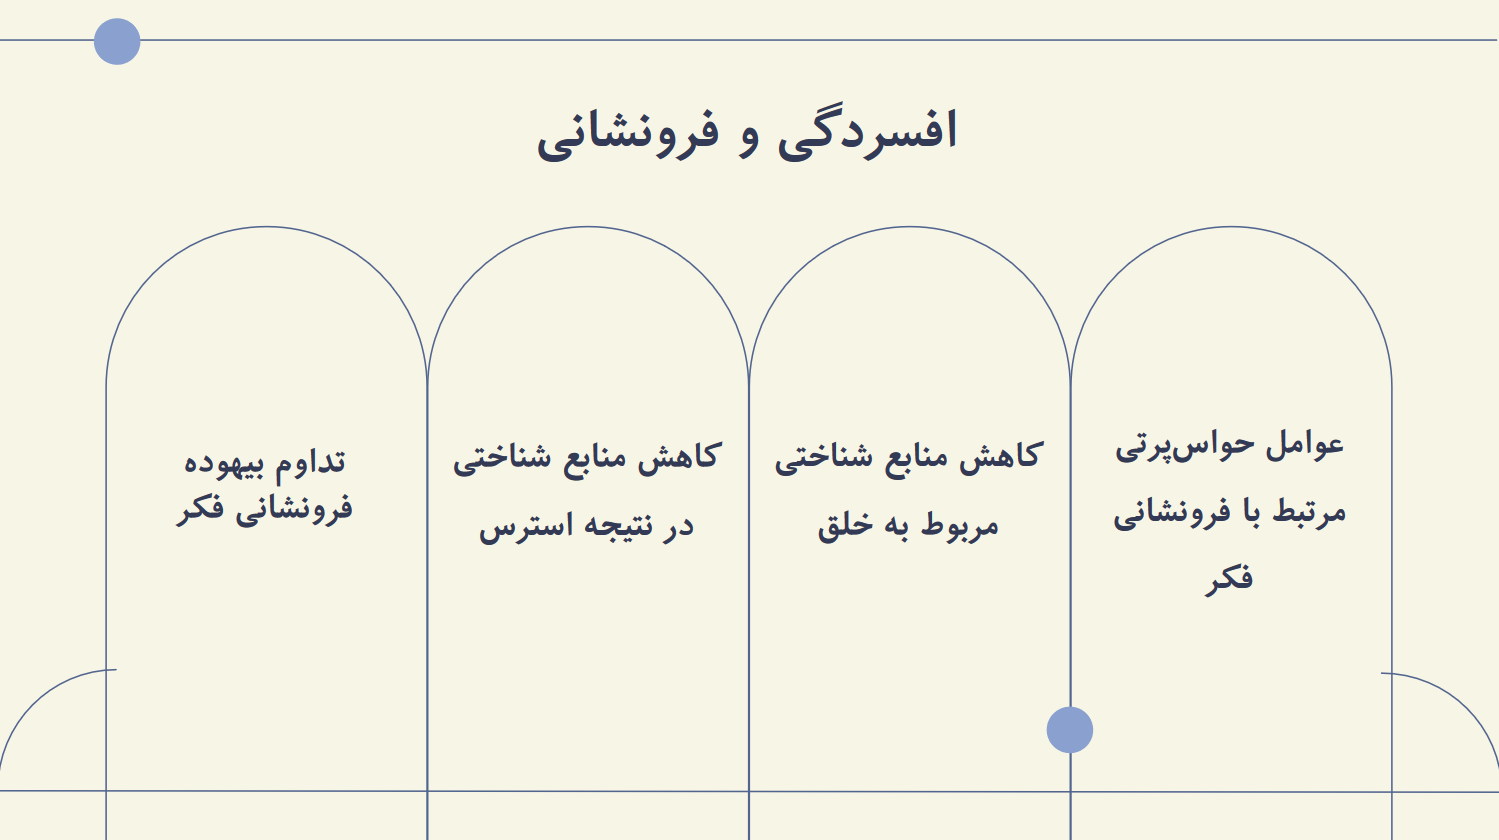 افسردگی و فرونشانی
عوامل حواس‌پرتی
مرتبط با فرونشانی
فکر
کاهش منابع شناختی
مربوط به خلق
کاهش منابع شناختی
در نتیجه استرس
تداوم بیهوده
فرونشانی فکر